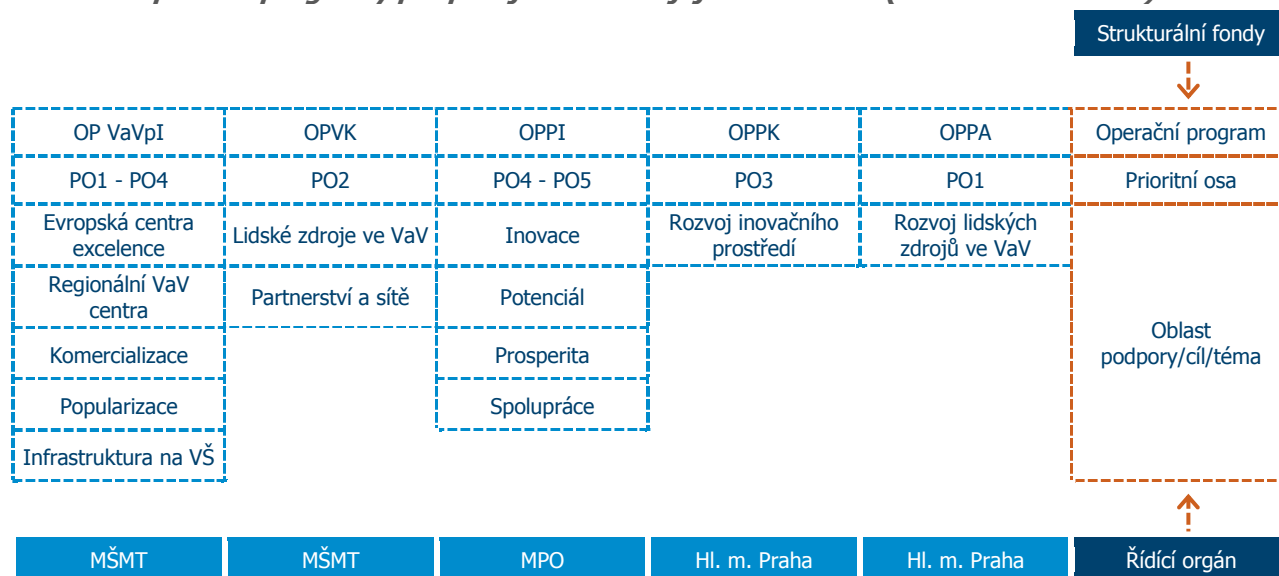 Strukturální fondy
OP VaVpI OPVK OPPI OPPK OPPA Operační program
PO1 - PO4 PO2 PO4 - PO5 PO3 PO1 Prioritní osa
Evropská centra
excelence
Lidské zdroje ve VaV
Inovace
Rozvoj inovačního
prostředí
Rozvoj lidských
zdrojů ve VaV
Regionální VaV
centra
Partnerství a sítě
Potenciál
Oblast
podpory/cíl/téma
Komercializace
Prosperita
Popularizace
Spolupráce
Infrastruktura na VŠ
MŠMT MŠMT MPO Hl. m. Praha Hl. m. Praha Řídící orgán